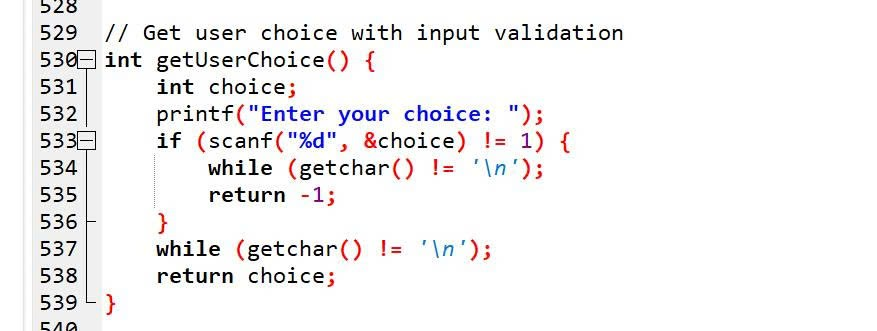 528
529 // Get user choice with input validation
530 int getUserChoice() {
531 int choice;
532 printf("Enter your choice: ");
533 if (scanf("%d", &choice) != 1) {
534 while (getchar() != '\n');
535 return -1;
536 }
537 while (getchar() != '\n');
538 return choice;
539 }
540